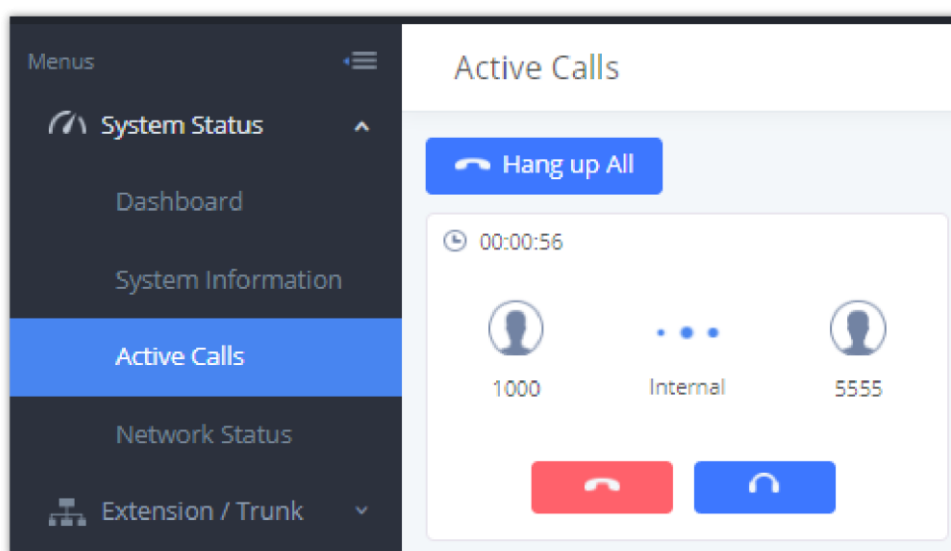 Menus
System Status
Dashboard
System Information
Active Calls
Network Status
Extension / Trunk
Active Calls
Hang up All
00:00:56
1000 Internal 5555